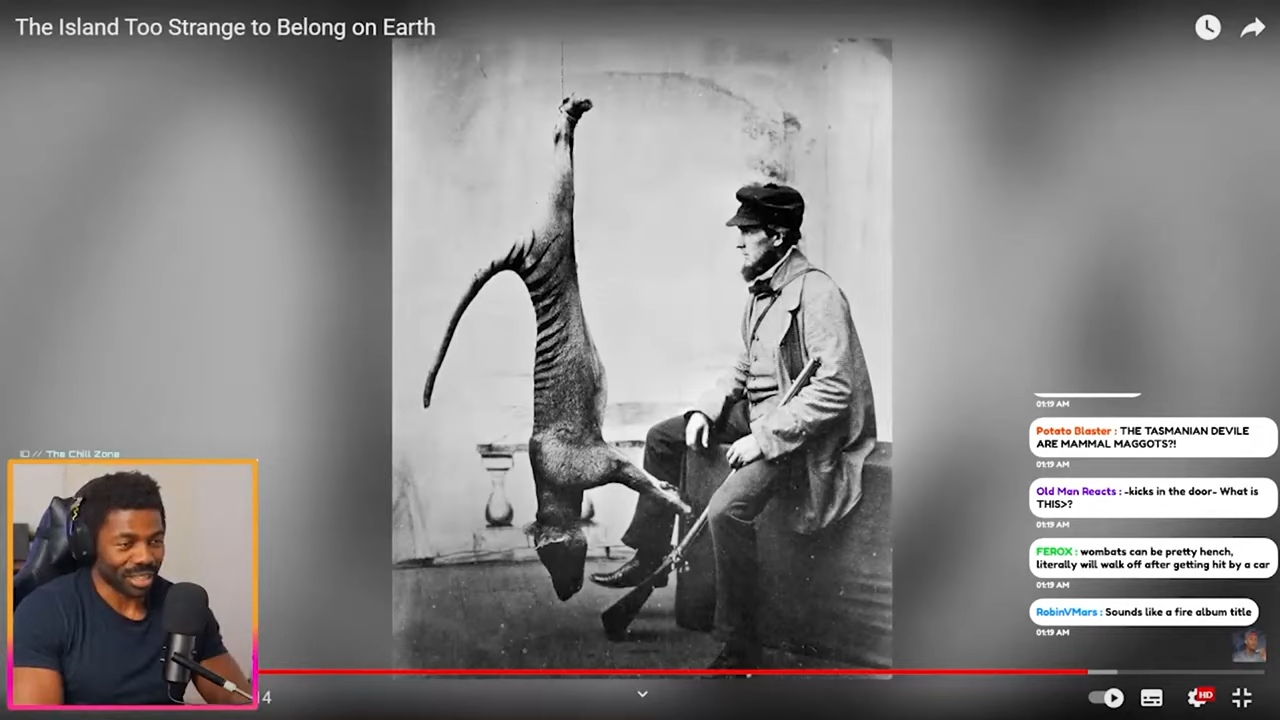 The Island Too Strange to Belong on Earth
// The Chill Zone
01:19 AM
Potato Blaster : THE TASMANIAN DEVILE
ARE MAMMAL MAGGOTS?!
01:19 AM
Old Man Reacts : -kicks in the door- What is
THIS>?
01:19 AM
FEROX : wombats can be pretty hench,
literally will walk off after getting hit by a car
01:19 AM
RobinVMars : Sounds like a fire album title
01:19 AM
4
HD